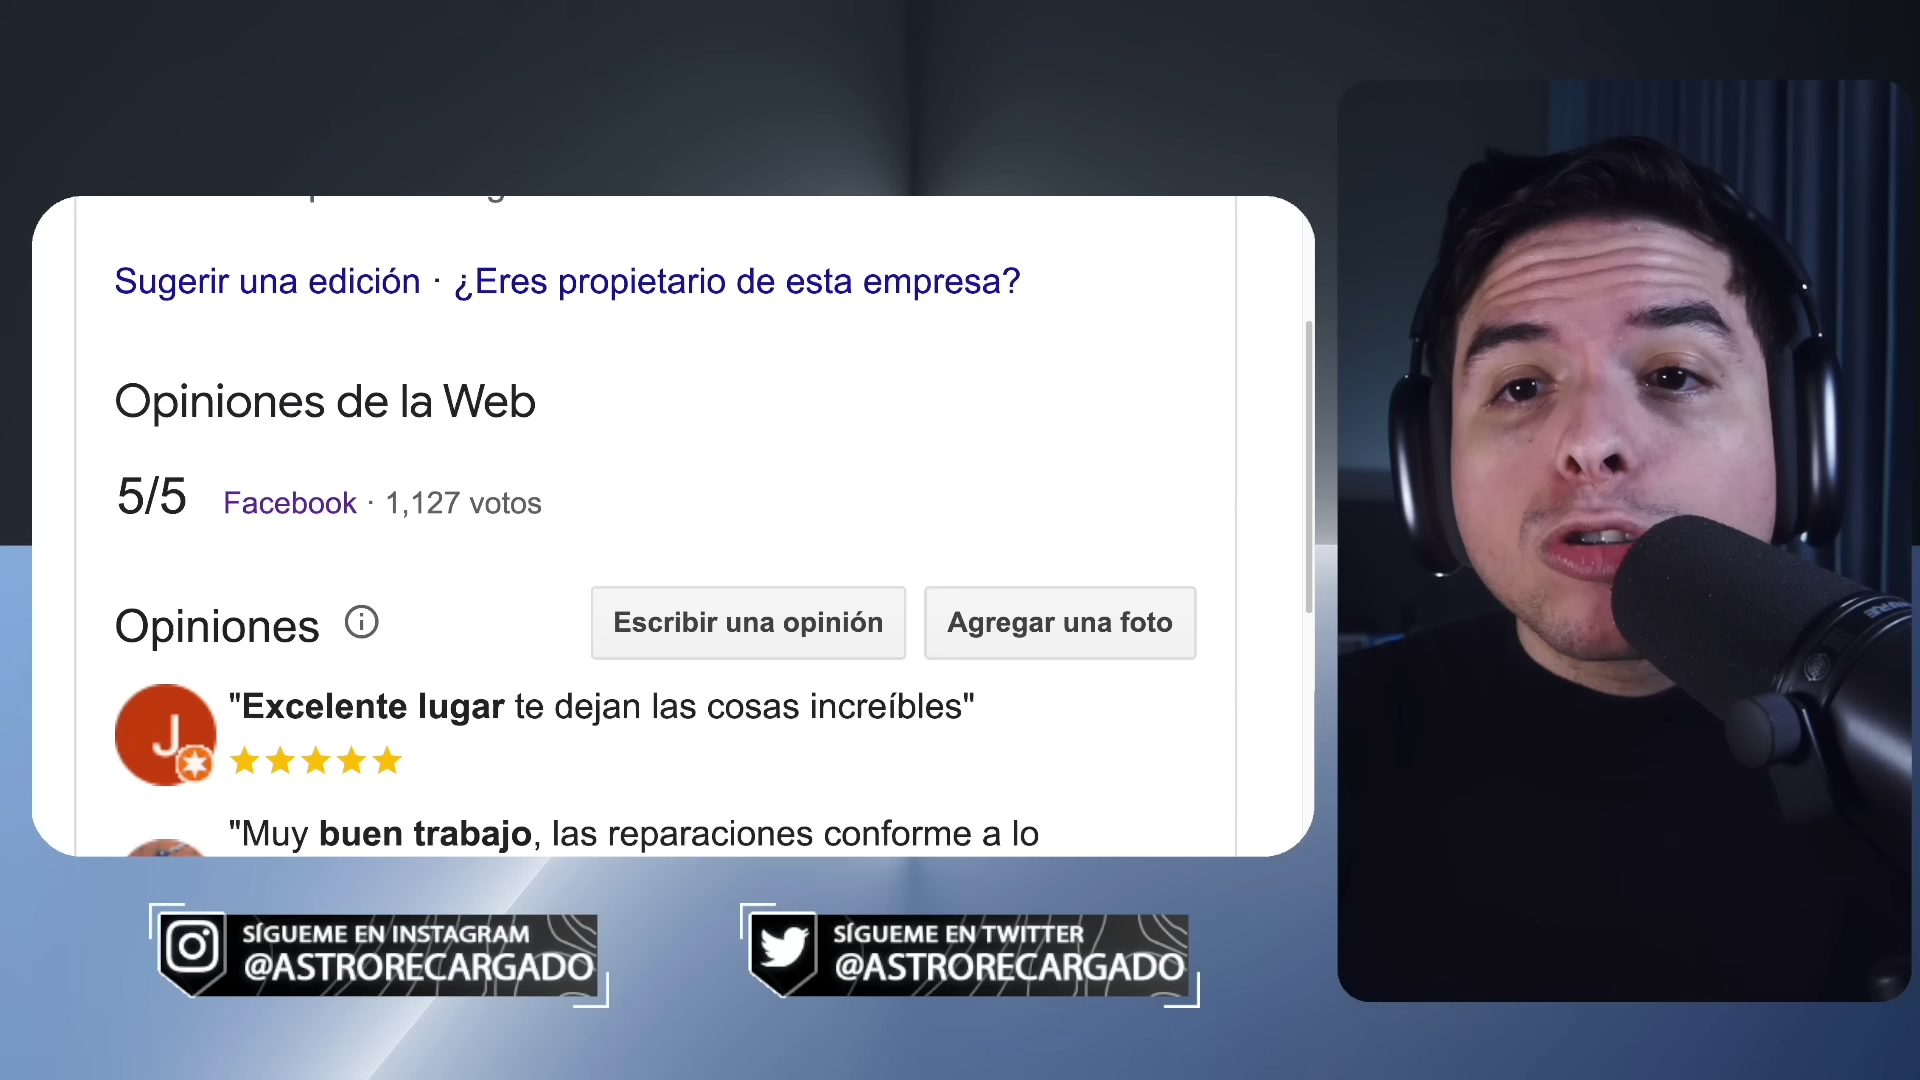 Sugerir una edición · ¿Eres propietario de esta empresa?
Opiniones de la Web
5/5 Facebook · 1,127 votos
Opiniones
Escribir una opinión
Agregar una foto
J
"Excelente lugar te dejan las cosas increíbles"
"Muy buen trabajo, las reparaciones conforme a lo
SÍGUEME EN INSTAGRAM
@ASTRORECARGADO
SÍGUEME EN TWITTER
@ASTRORECARGADO